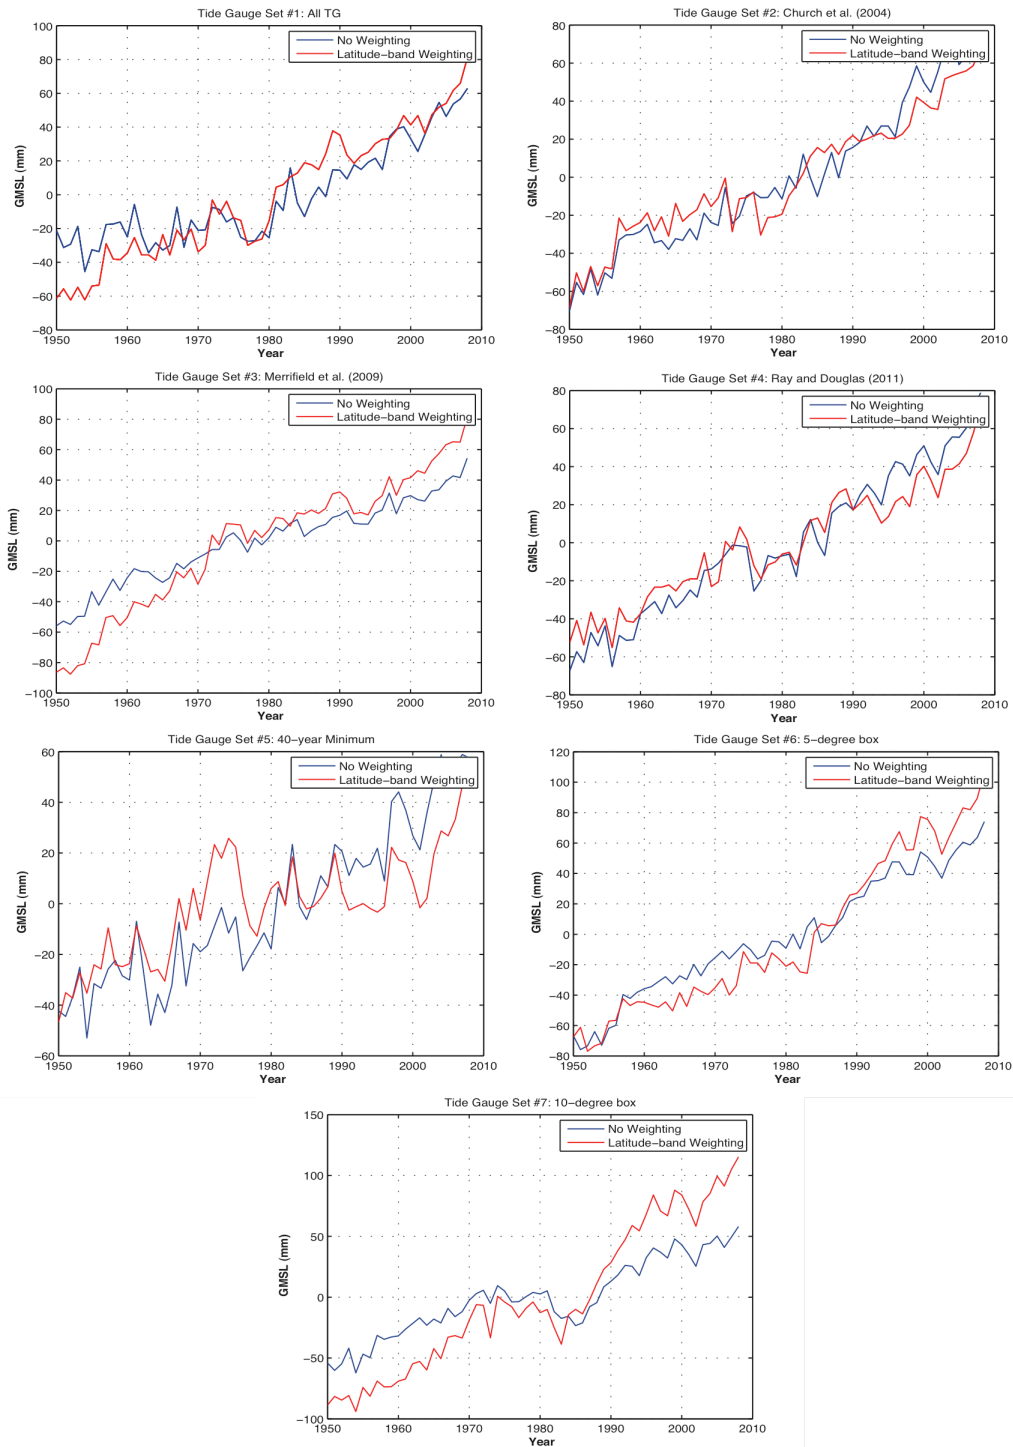 Tide Gauge Set #1: All TG
No Weighting
Latitude−band Weighting
GMSL (mm)
100
80
60
40
20
0
−20
−40
−60
−80
1950 1960 1970 1980 1990 2000 2010
Year
Tide Gauge Set #2: Church et al. (2004)
No Weighting
Latitude−band Weighting
GMSL (mm)
80
60
40
20
0
−20
−40
−60
−80
1950 1960 1970 1980 1990 2000 2010
Year
Tide Gauge Set #3: Merrifield et al. (2009)
No Weighting
Latitude−band Weighting
GMSL (mm)
100
80
60
40
20
0
−20
−40
−60
−80
−100
1950 1960 1970 1980 1990 2000 2010
Year
Tide Gauge Set #4: Ray and Douglas (2011)
No Weighting
Latitude−band Weighting
GMSL (mm)
80
60
40
20
0
−20
−40
−60
−80
1950 1960 1970 1980 1990 2000 2010
Year
Tide Gauge Set #5: 40−year Minimum
No Weighting
Latitude−band Weighting
GMSL (mm)
60
40
20
0
−20
−40
−60
1950 1960 1970 1980 1990 2000 2010
Year
Tide Gauge Set #6: 5−degree box
No Weighting
Latitude−band Weighting
GMSL (mm)
120
100
80
60
40
20
0
−20
−40
−60
−80
1950 1960 1970 1980 1990 2000 2010
Year
Tide Gauge Set #7: 10−degree box
No Weighting
Latitude−band Weighting
GMSL (mm)
150
100
50
0
−50
−100
1950 1960 1970 1980 1990 2000 2010
Year